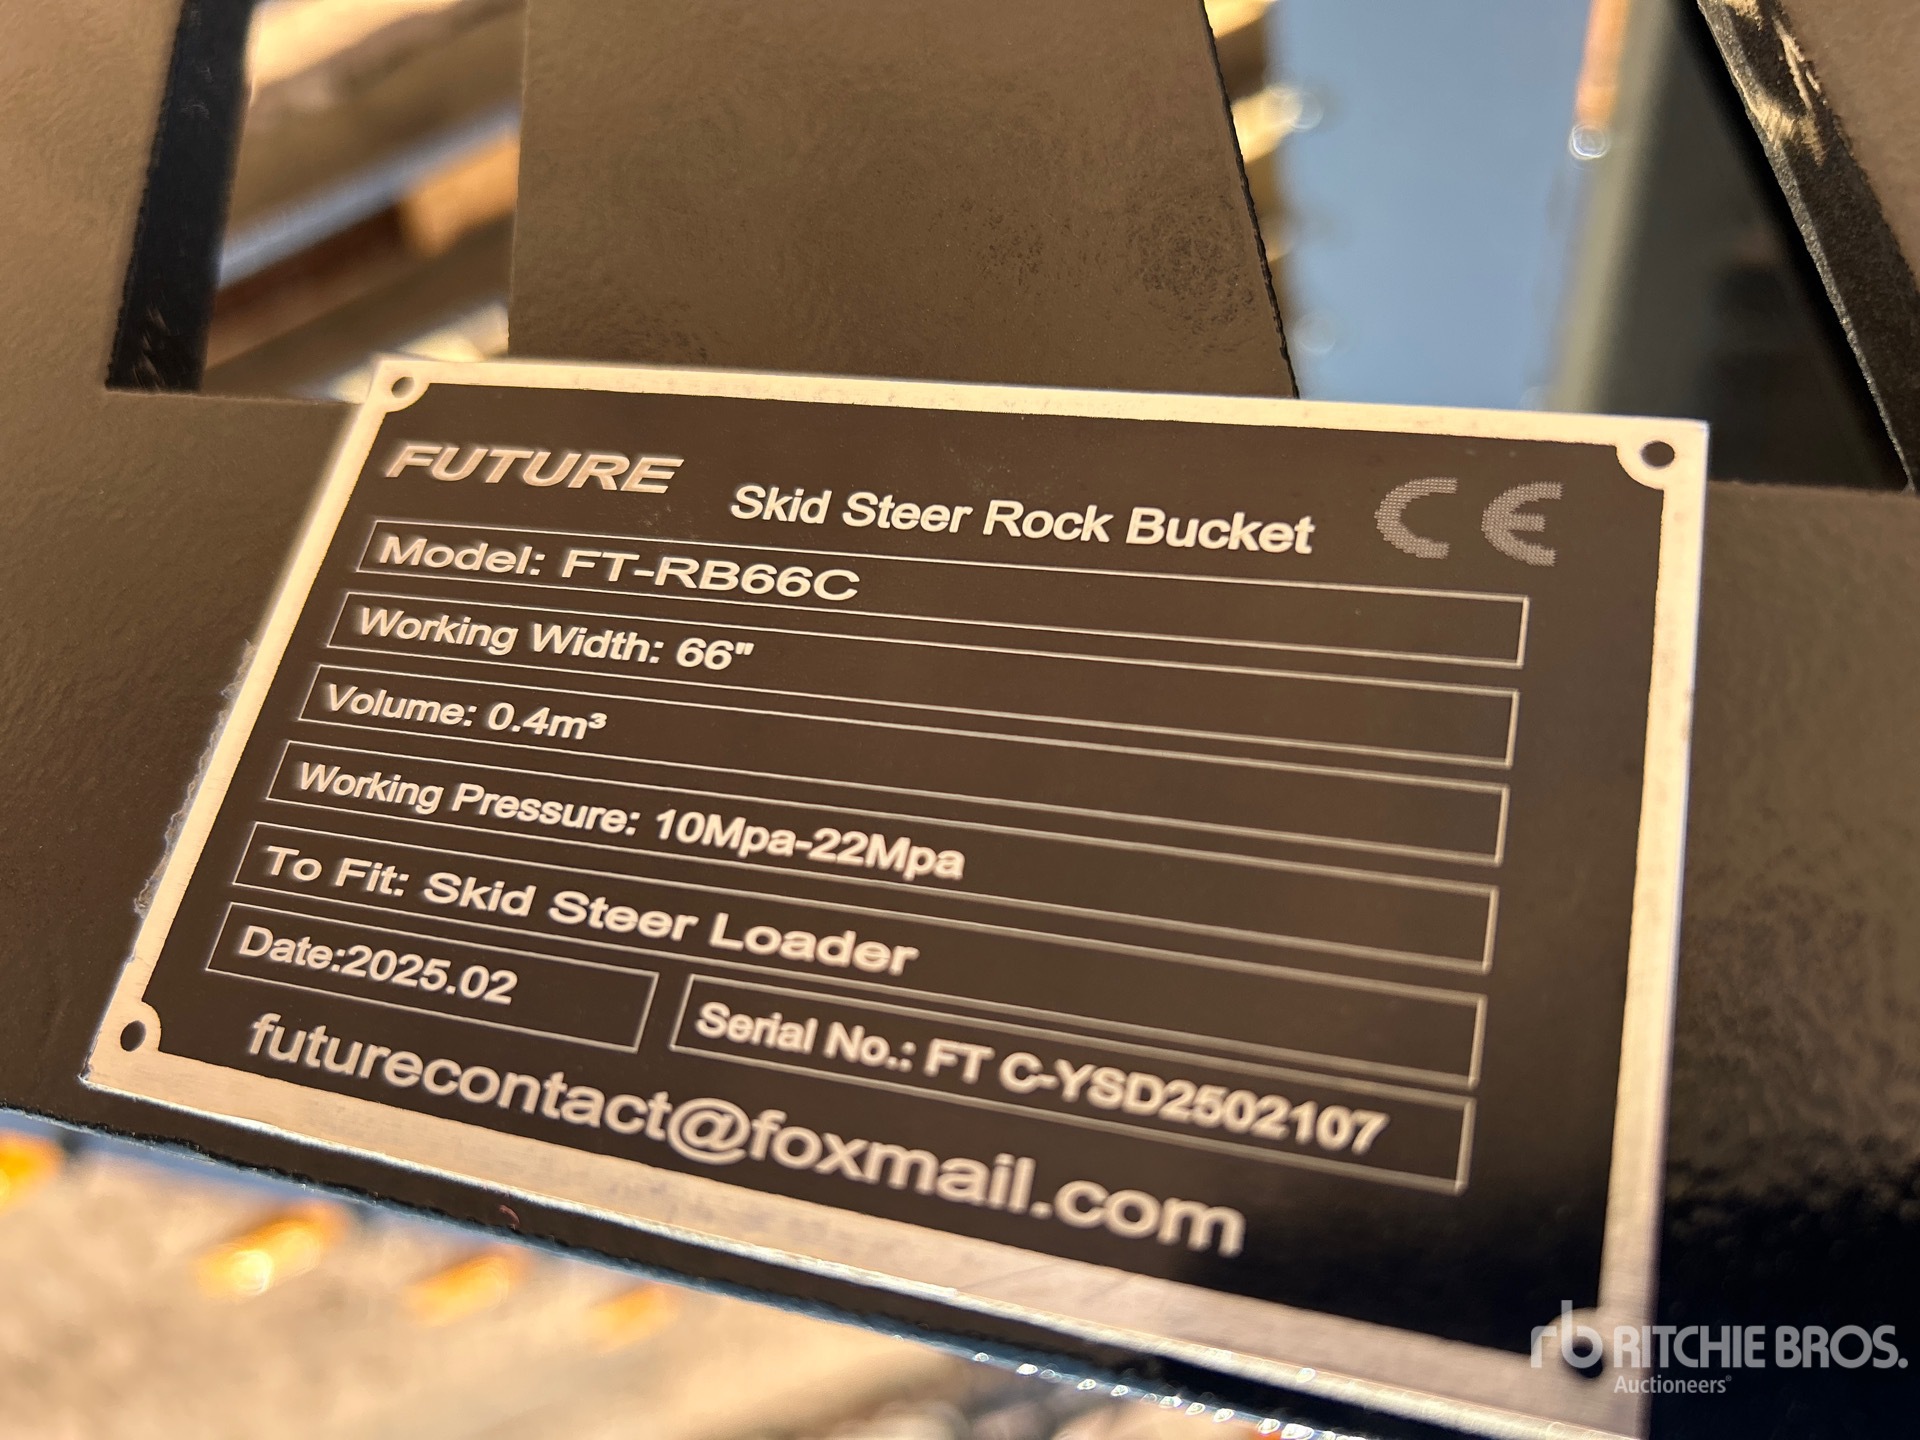 FUTURE
Skid Steer Rock Bucket
CE
Model: FT-RB66C
Working Width: 66"
Volume: 0.4m³
Working Pressure: 10Mpa-22Mpa
To Fit: Skid Steer Loader
Date:2025.02
Serial No.: FT C-YSD2502107
futurecontact@foxmail.com
rb RITCHIE BROS.
Auctioneers®